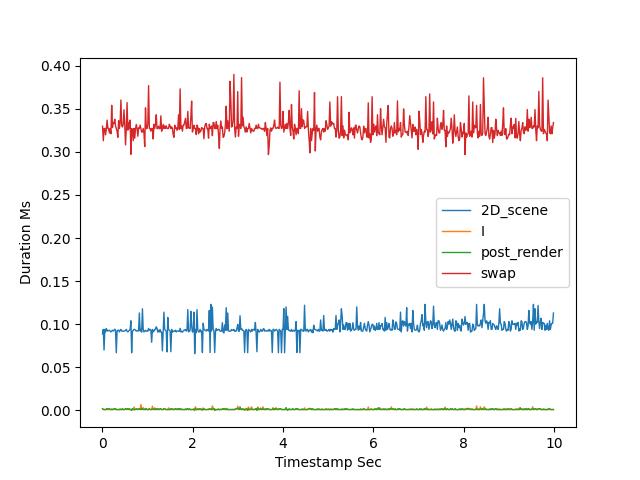 0.40
0.35
0.30
0.25
0.20
0.15
0.10
0.05
0.00
Duration Ms
2D_scene
I
post_render
swap
0 2 4 6 8 10
Timestamp Sec